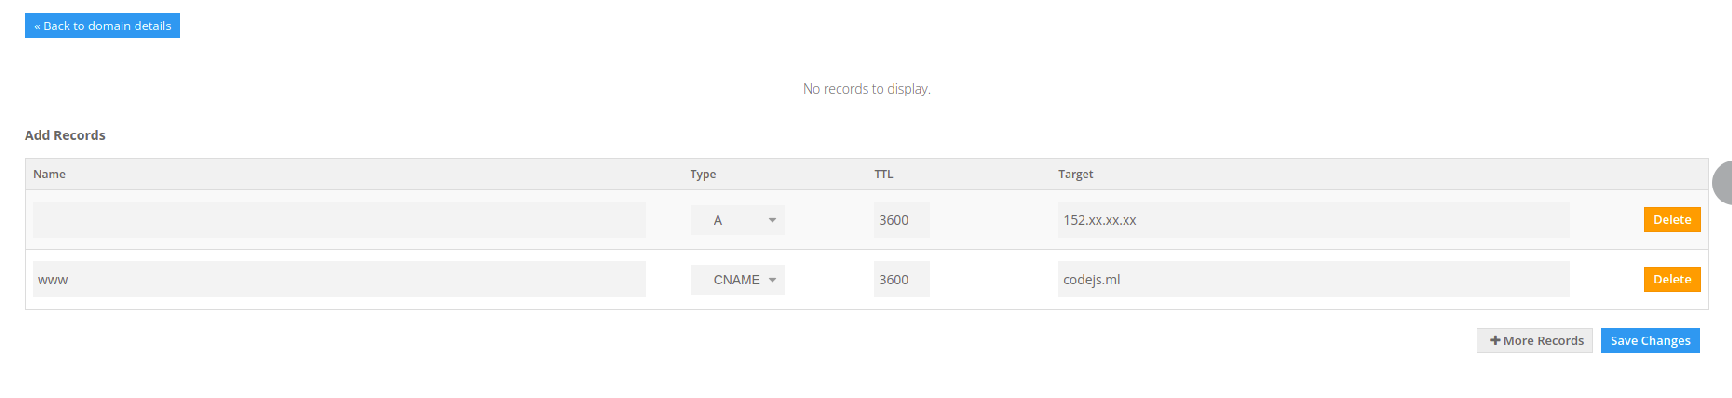 « Back to domain details
No records to display.
Add Records
Name Type TTL Target
A 3600 152.xx.xx.xx Delete
www CNAME 3600 codejs.ml Delete
+ More Records Save Changes